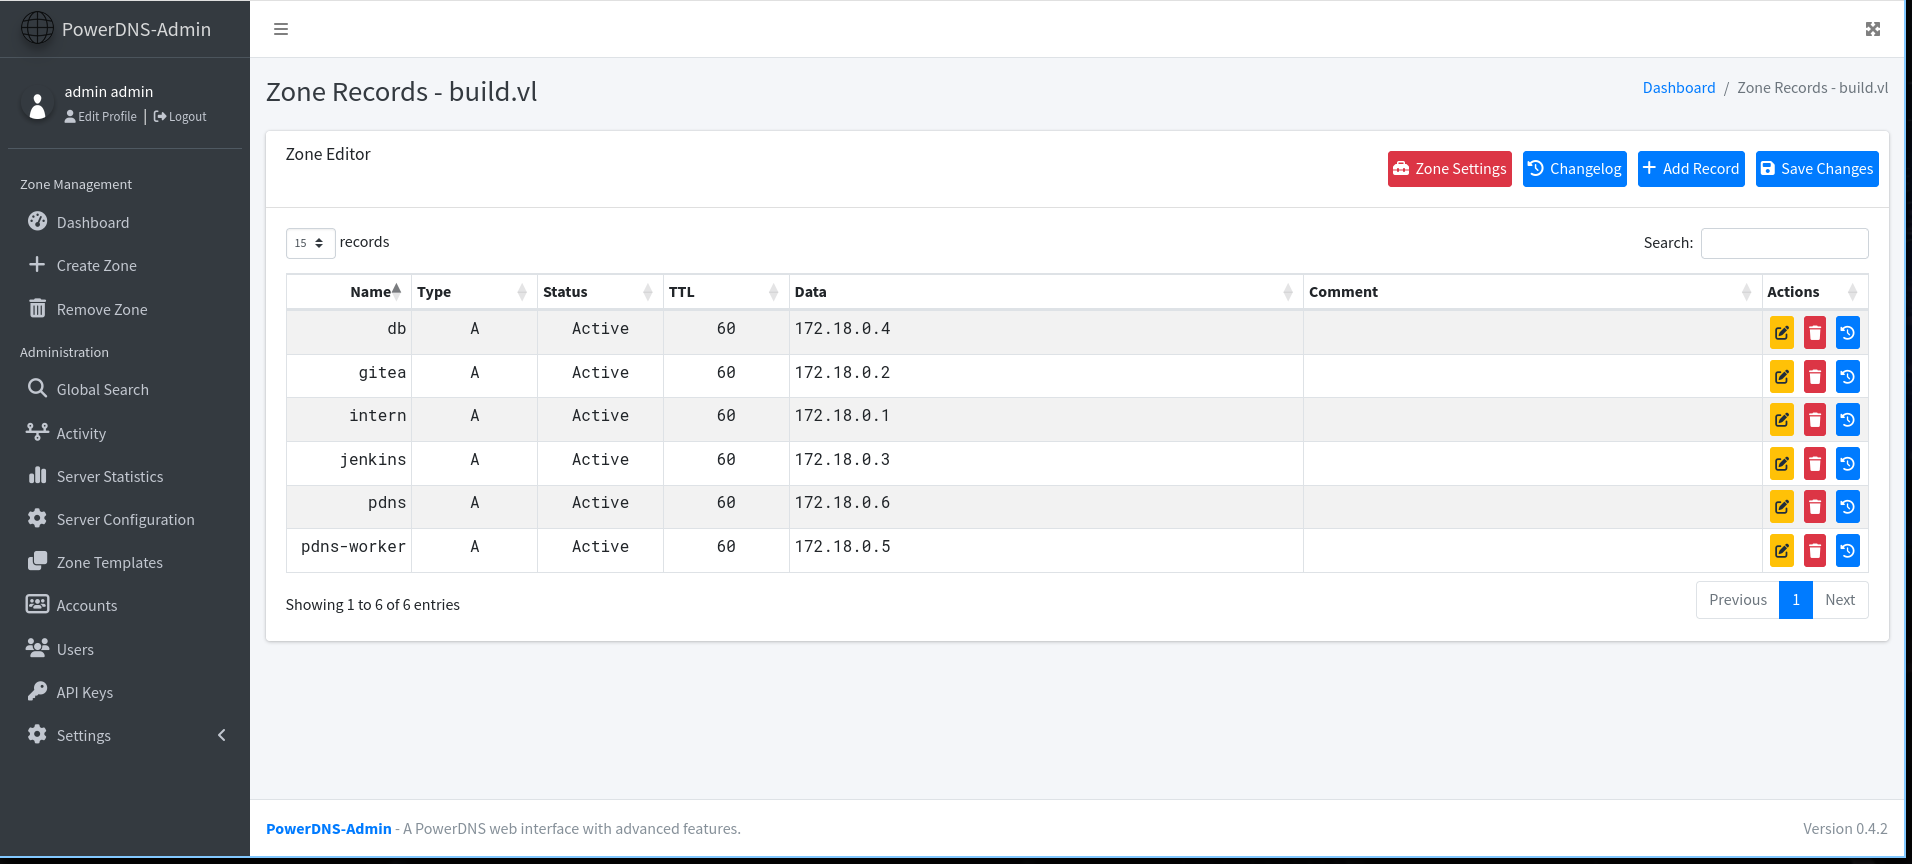 PowerDNS-Admin
admin admin
Edit Profile | Logout
Zone Management
Dashboard
Create Zone
Remove Zone
Administration
Global Search
Activity
Server Statistics
Server Configuration
Zone Templates
Accounts
Users
API Keys
Settings
Zone Records - build.vl
Dashboard / Zone Records - build.vl
Zone Editor
Zone Settings Changelog Add Record Save Changes
15 records Search:
Name Type Status TTL Data Comment Actions
db A Active 60 172.18.0.4
gitea A Active 60 172.18.0.2
intern A Active 60 172.18.0.1
jenkins A Active 60 172.18.0.3
pdns A Active 60 172.18.0.6
pdns-worker A Active 60 172.18.0.5
Showing 1 to 6 of 6 entries
Previous 1 Next
PowerDNS-Admin - A PowerDNS web interface with advanced features.
Version 0.4.2